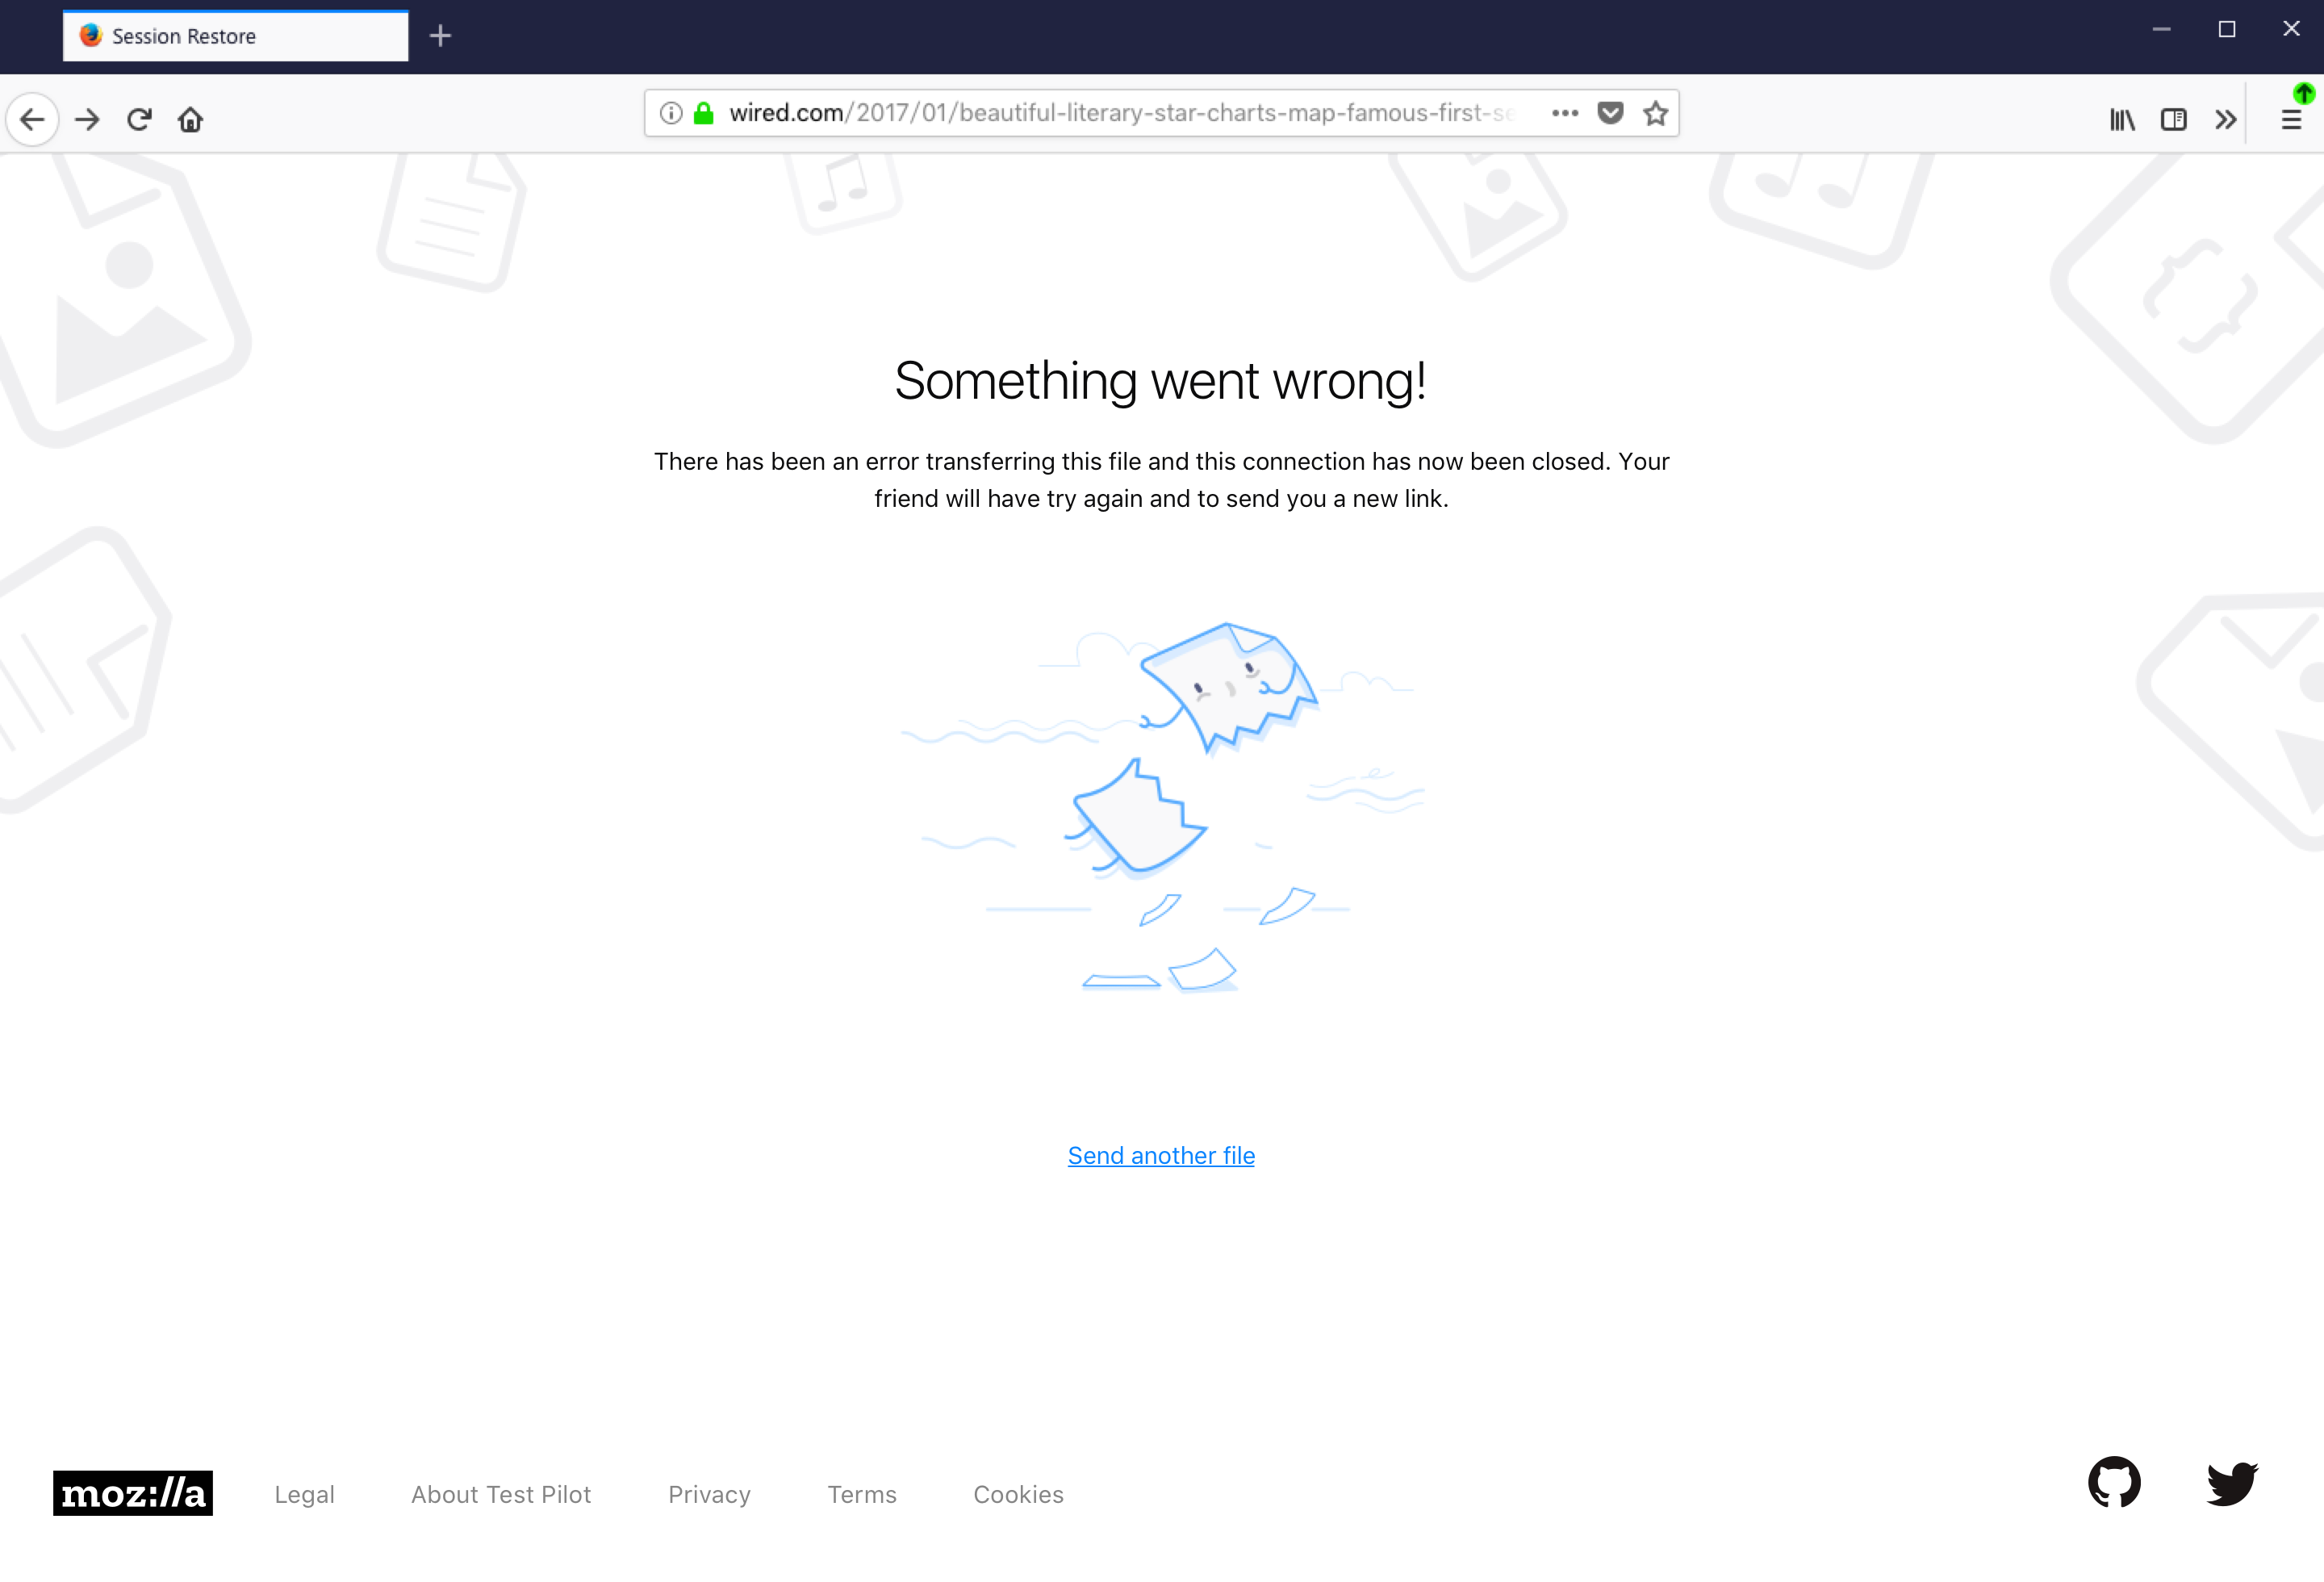 Session Restore
wired.com/2017/01/beautiful-literary-star-charts-map-famous-first-se
Something went wrong!
There has been an error transferring this file and this connection has now been closed. Your
friend will have try again and to send you a new link.
Send another file
moz://a
Legal
About Test Pilot
Privacy
Terms
Cookies